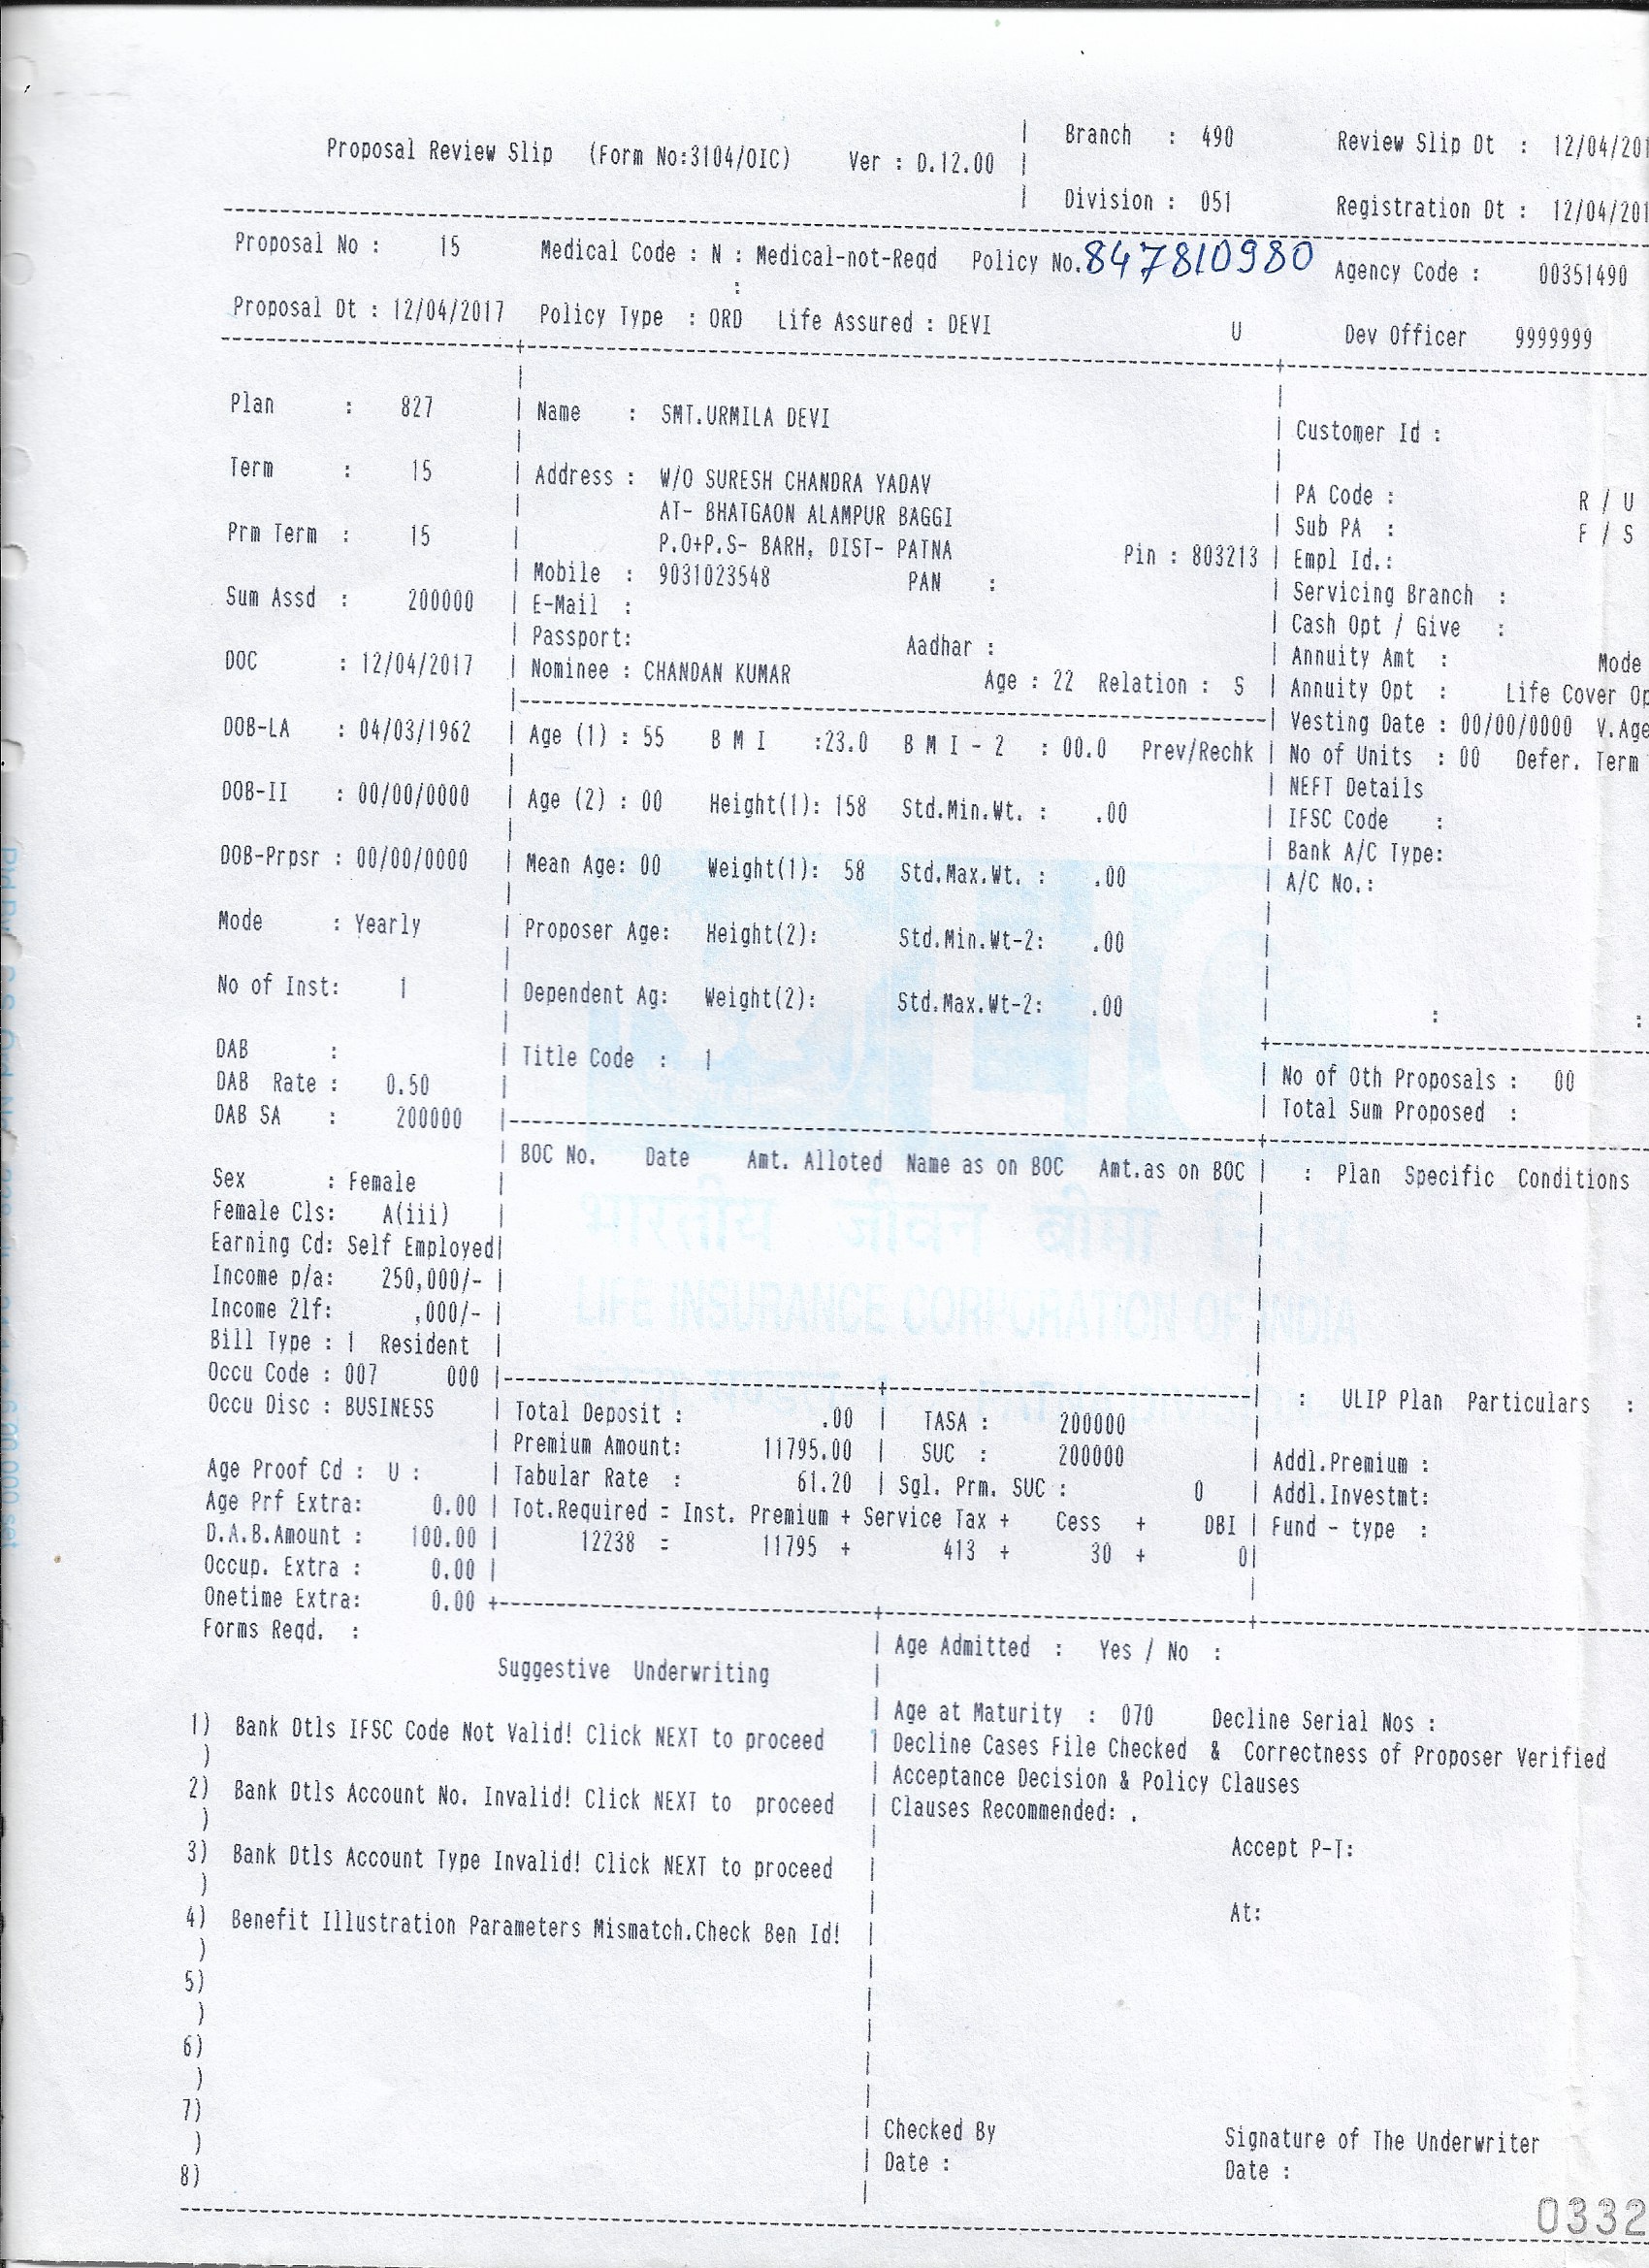 | Branch : 490 Review Slip Dt : 12/04/201
Proposal Review Slip (Form No:3104/OIC) Ver : D.12.00 |
| Division : 051 Registration Dt : 12/04/201
Proposal No : 15 Medical Code : N : Medical-not-Reqd Policy No. 847810980 Agency Code : 00351490
:
Proposal Dt : 12/04/2017 Policy Type : ORD Life Assured : DEVI U Dev Officer 9999999
Plan : 827 | Name : SMT.URMILA DEVI | Customer Id :
Term : 15 | Address : W/O SURESH CHANDRA YADAV | PA Code : R / U
AT- BHATGAON ALAMPUR BAGGI | Sub PA : F / S
Prm Term : 15 | P.O+P.S- BARH, DIST- PATNA Pin : 803213 | Empl Id.:
| Mobile : 9031023548 PAN : | Servicing Branch :
Sum Assd : 200000 | E-Mail : | Cash Opt / Give :
| Passport: Aadhar : | Annuity Amt : Mode
DOC : 12/04/2017 | Nominee : CHANDAN KUMAR Age : 22 Relation : S | Annuity Opt : Life Cover Op
| Vesting Date : 00/00/0000 V.Age
DOB-LA : 04/03/1962 | Age (1) : 55 B M I :23.0 B M I - 2 : 00.0 Prev/Rechk | No of Units : 00 Defer. Term
| NEFT Details
DOB-II : 00/00/0000 | Age (2) : 00 Height(1): 158 Std.Min.Wt. : .00 | IFSC Code :
| Bank A/C Type:
DOB-Prpsr : 00/00/0000 | Mean Age: 00 Weight(1): 58 Std.Max.Wt. : .00 | A/C No.:
Mode : Yearly | Proposer Age: Height(2): Std.Min.Wt-2: .00 |
No of Inst: 1 | Dependent Ag: Weight(2): Std.Max.Wt-2: .00 | : :
DAB : | Title Code : 1
DAB Rate : 0.50 | | No of Oth Proposals : 00
DAB SA : 200000 | Total Sum Proposed :
| BOC No. Date Amt. Alloted Name as on BOC Amt.as on BOC | : Plan Specific Conditions
Sex : Female |
Female Cls: A(iii) |
भारतीय जीवन बीमा निगम
Earning Cd: Self Employed|
Income p/a: 250,000/- |
LIFE INSURANCE CORPORATION OF INDIA
Income 2lf: ,000/- |
Bill Type : 1 Resident |
Occu Code : 007 000 |
Occu Disc : BUSINESS | Total Deposit : .00 | TASA : 200000 | : ULIP Plan Particulars :
| Premium Amount: 11795.00 | SUC : 200000 | Addl.Premium :
Age Proof Cd : U : | Tabular Rate : 61.20 | Sgl. Prm. SUC : 0 | Addl.Investmt:
Age Prf Extra: 0.00 | Tot.Required = Inst. Premium + Service Tax + Cess + DBI | Fund - type :
D.A.B.Amount : 100.00 | 12238 = 11795 + 413 + 30 + 0|
Occup. Extra : 0.00 |
Onetime Extra: 0.00
Forms Reqd. : | Age Admitted : Yes / No :
Suggestive Underwriting
| Age at Maturity : 070 Decline Serial Nos :
1) Bank Dtls IFSC Code Not Valid! Click NEXT to proceed | Decline Cases File Checked & Correctness of Proposer Verified
) | Acceptance Decision & Policy Clauses
2) Bank Dtls Account No. Invalid! Click NEXT to proceed | Clauses Recommended: .
)
3) Bank Dtls Account Type Invalid! Click NEXT to proceed | Accept P-T:
)
4) Benefit Illustration Parameters Mismatch.Check Ben Id! | At:
)
5)
)
6)
)
7)
) | Checked By Signature of The Underwriter
8) | Date : Date :
0332